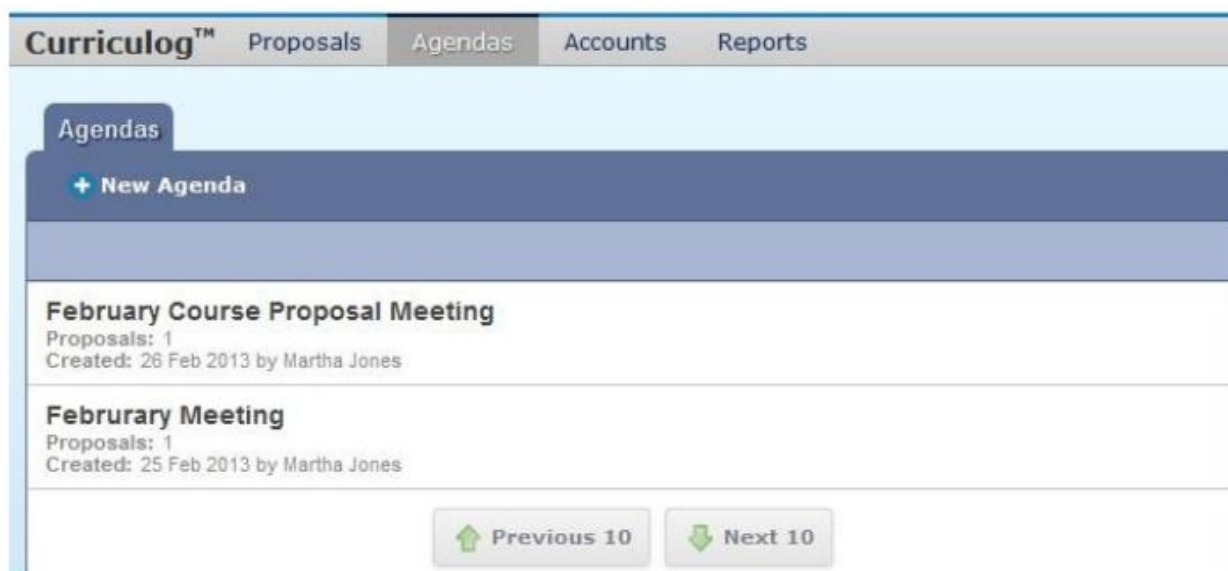 Curriculog™ Proposals Agendas Accounts Reports
Agendas
New Agenda
February Course Proposal Meeting
Proposals: 1
Created: 26 Feb 2013 by Martha Jones
Februrary Meeting
Proposals: 1
Created: 25 Feb 2013 by Martha Jones
Previous 10 Next 10